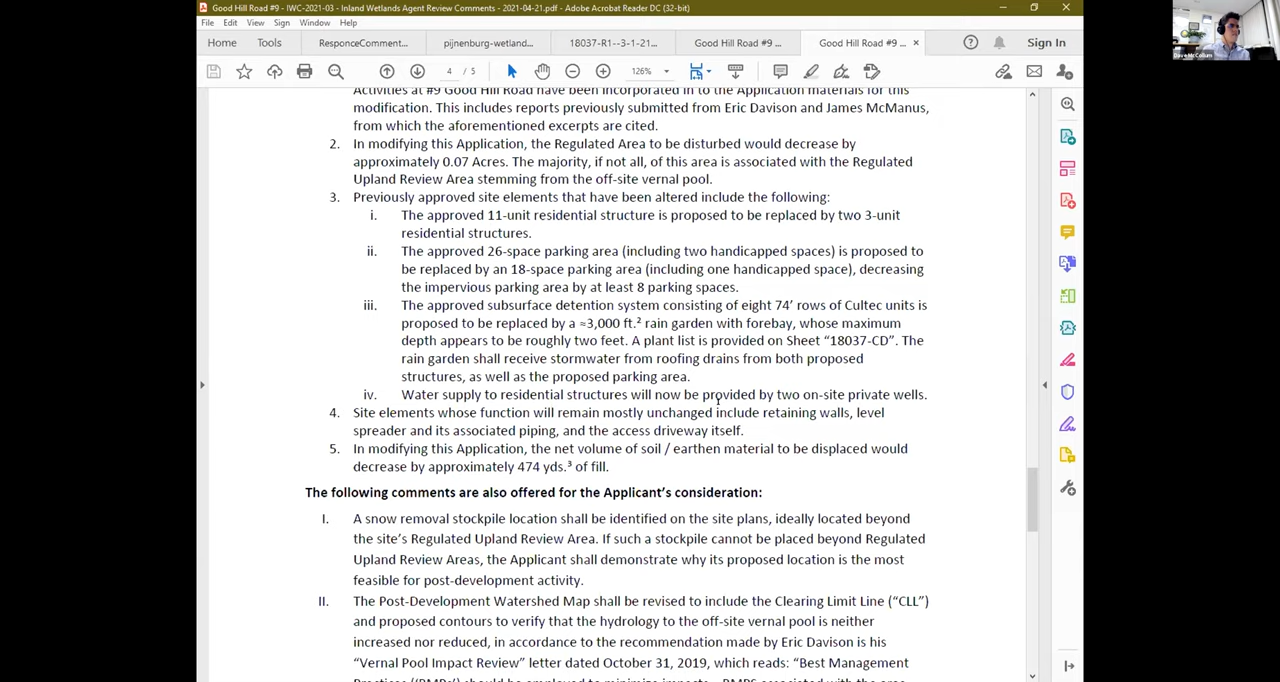 Good Hill Road #9 - IWC-2021-03 - Inland Wetlands Agent Review Comments - 2021-04-21.pdf - Adobe Acrobat Reader DC (32-bit)
File Edit View Sign Window Help
Home Tools ResponceComment... pijnenburg-wetland... 18037-R1--3-1-21... Good Hill Road #9 ... Good Hill Road #9 ... × Sign In
4 / 5 126%
Activities at #9 Good Hill Road have been incorporated in to the Application materials for this
modification. This includes reports previously submitted from Eric Davison and James McManus,
from which the aforementioned excerpts are cited.
2. In modifying this Application, the Regulated Area to be disturbed would decrease by
approximately 0.07 Acres. The majority, if not all, of this area is associated with the Regulated
Upland Review Area stemming from the off-site vernal pool.
3. Previously approved site elements that have been altered include the following:
i. The approved 11-unit residential structure is proposed to be replaced by two 3-unit
residential structures.
ii. The approved 26-space parking area (including two handicapped spaces) is proposed to
be replaced by an 18-space parking area (including one handicapped space), decreasing
the impervious parking area by at least 8 parking spaces.
iii. The approved subsurface detention system consisting of eight 74’ rows of Cultec units is
proposed to be replaced by a ≈3,000 ft.² rain garden with forebay, whose maximum
depth appears to be roughly two feet. A plant list is provided on Sheet “18037-CD”. The
rain garden shall receive stormwater from roofing drains from both proposed
structures, as well as the proposed parking area.
iv. Water supply to residential structures will now be provided by two on-site private wells.
4. Site elements whose function will remain mostly unchanged include retaining walls, level
spreader and its associated piping, and the access driveway itself.
5. In modifying this Application, the net volume of soil / earthen material to be displaced would
decrease by approximately 474 yds.³ of fill.
The following comments are also offered for the Applicant’s consideration:
I. A snow removal stockpile location shall be identified on the site plans, ideally located beyond
the site’s Regulated Upland Review Area. If such a stockpile cannot be placed beyond Regulated
Upland Review Areas, the Applicant shall demonstrate why its proposed location is the most
feasible for post-development activity.
II. The Post-Development Watershed Map shall be revised to include the Clearing Limit Line (“CLL”)
and proposed contours to verify that the hydrology to the off-site vernal pool is neither
increased nor reduced, in accordance to the recommendation made by Eric Davison is his
“Vernal Pool Impact Review” letter dated October 31, 2019, which reads: “Best Management